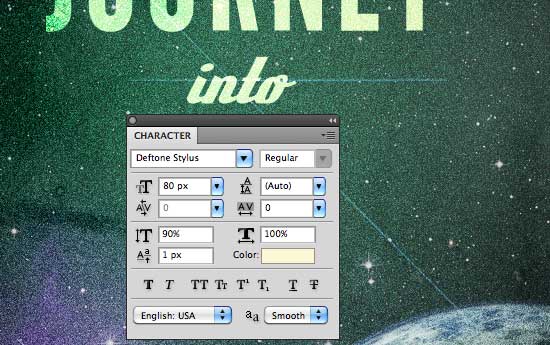 JOURNEY
into
CHARACTER
Deftone Stylus Regular
80 px (Auto)
0 0
90% 100%
1 px Color:
T T TT Tt T¹ T₁ T T
English: USA aa Smooth